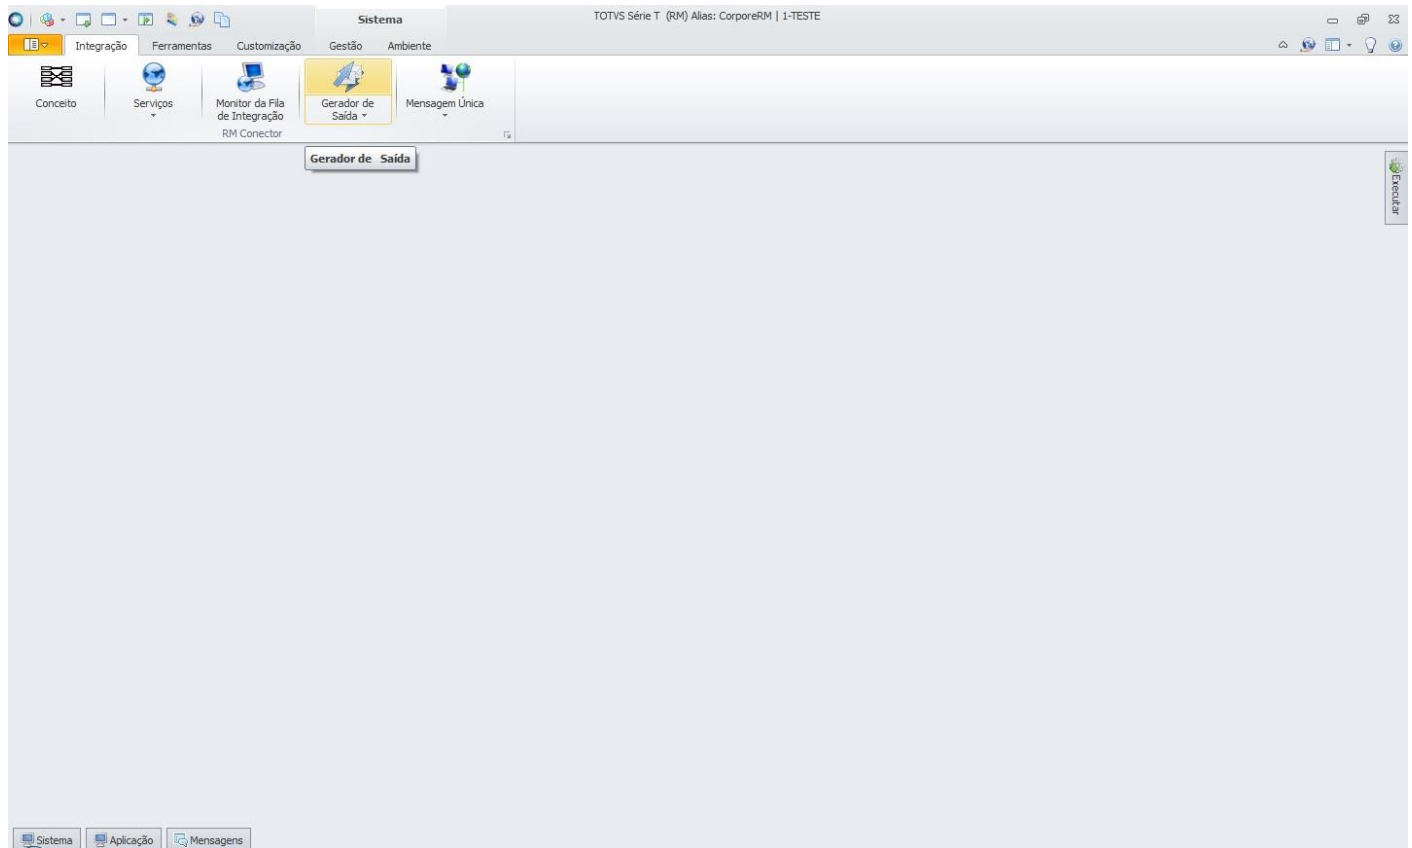 Sistema
TOTVS Série T (RM) Alias: CorporeRM | 1-TESTE
Integração Ferramentas Customização Gestão Ambiente
Conceito Serviços Monitor da Fila Gerador de Mensagem Única
de Integração Saída
RM Conector
Gerador de Saída
Executar
Sistema Aplicação Mensagens